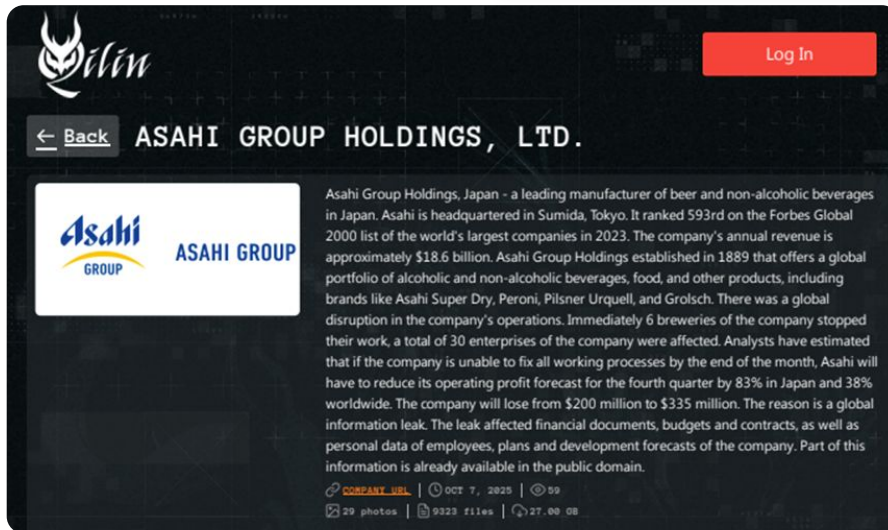 Qilin
Log In
← Back
ASAHI GROUP HOLDINGS, LTD.
Asahi
GROUP
ASAHI GROUP
Asahi Group Holdings, Japan - a leading manufacturer of beer and non-alcoholic beverages
in Japan. Asahi is headquartered in Sumida, Tokyo. It ranked 593rd on the Forbes Global
2000 list of the world's largest companies in 2023. The company's annual revenue is
approximately $18.6 billion. Asahi Group Holdings established in 1889 that offers a global
portfolio of alcoholic and non-alcoholic beverages, food, and other products, including
brands like Asahi Super Dry, Peroni, Pilsner Urquell, and Grolsch. There was a global
disruption in the company's operations. Immediately 6 breweries of the company stopped
their work, a total of 30 enterprises of the company were affected. Analysts have estimated
that if the company is unable to fix all working processes by the end of the month, Asahi will
have to reduce its operating profit forecast for the fourth quarter by 83% in Japan and 38%
worldwide. The company will lose from $200 million to $335 million. The reason is a global
information leak. The leak affected financial documents, budgets and contracts, as well as
personal data of employees, plans and development forecasts of the company. Part of this
information is already available in the public domain.
COMPANY URL | OCT 7, 2025 | 59
29 photos | 9323 files | 27.00 GB